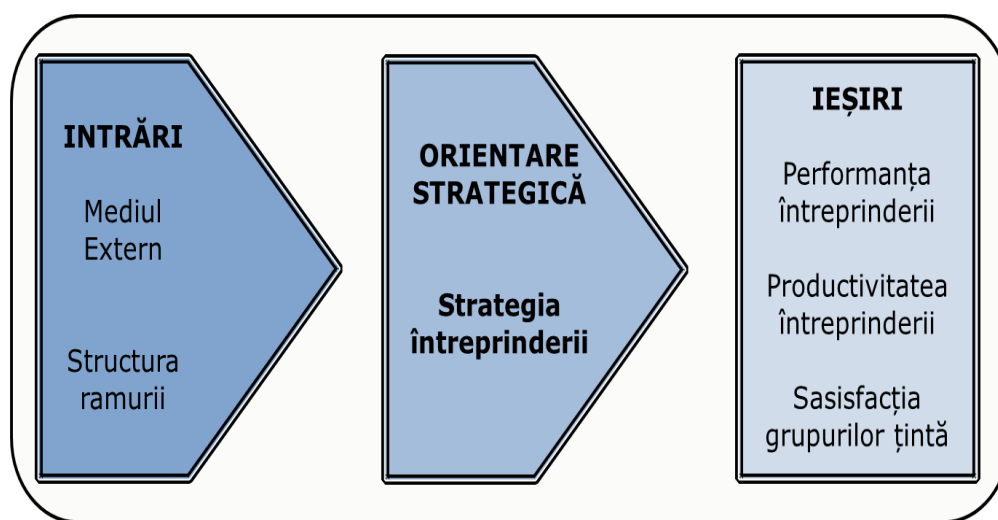 INTRĂRI
Mediul
Extern
Structura
ramurii
ORIENTARE
STRATEGICĂ
Strategia
întreprinderii
IEȘIRI
Performanța
întreprinderii
Productivitatea
întreprinderii
Sasisfacția
grupurilor țintă